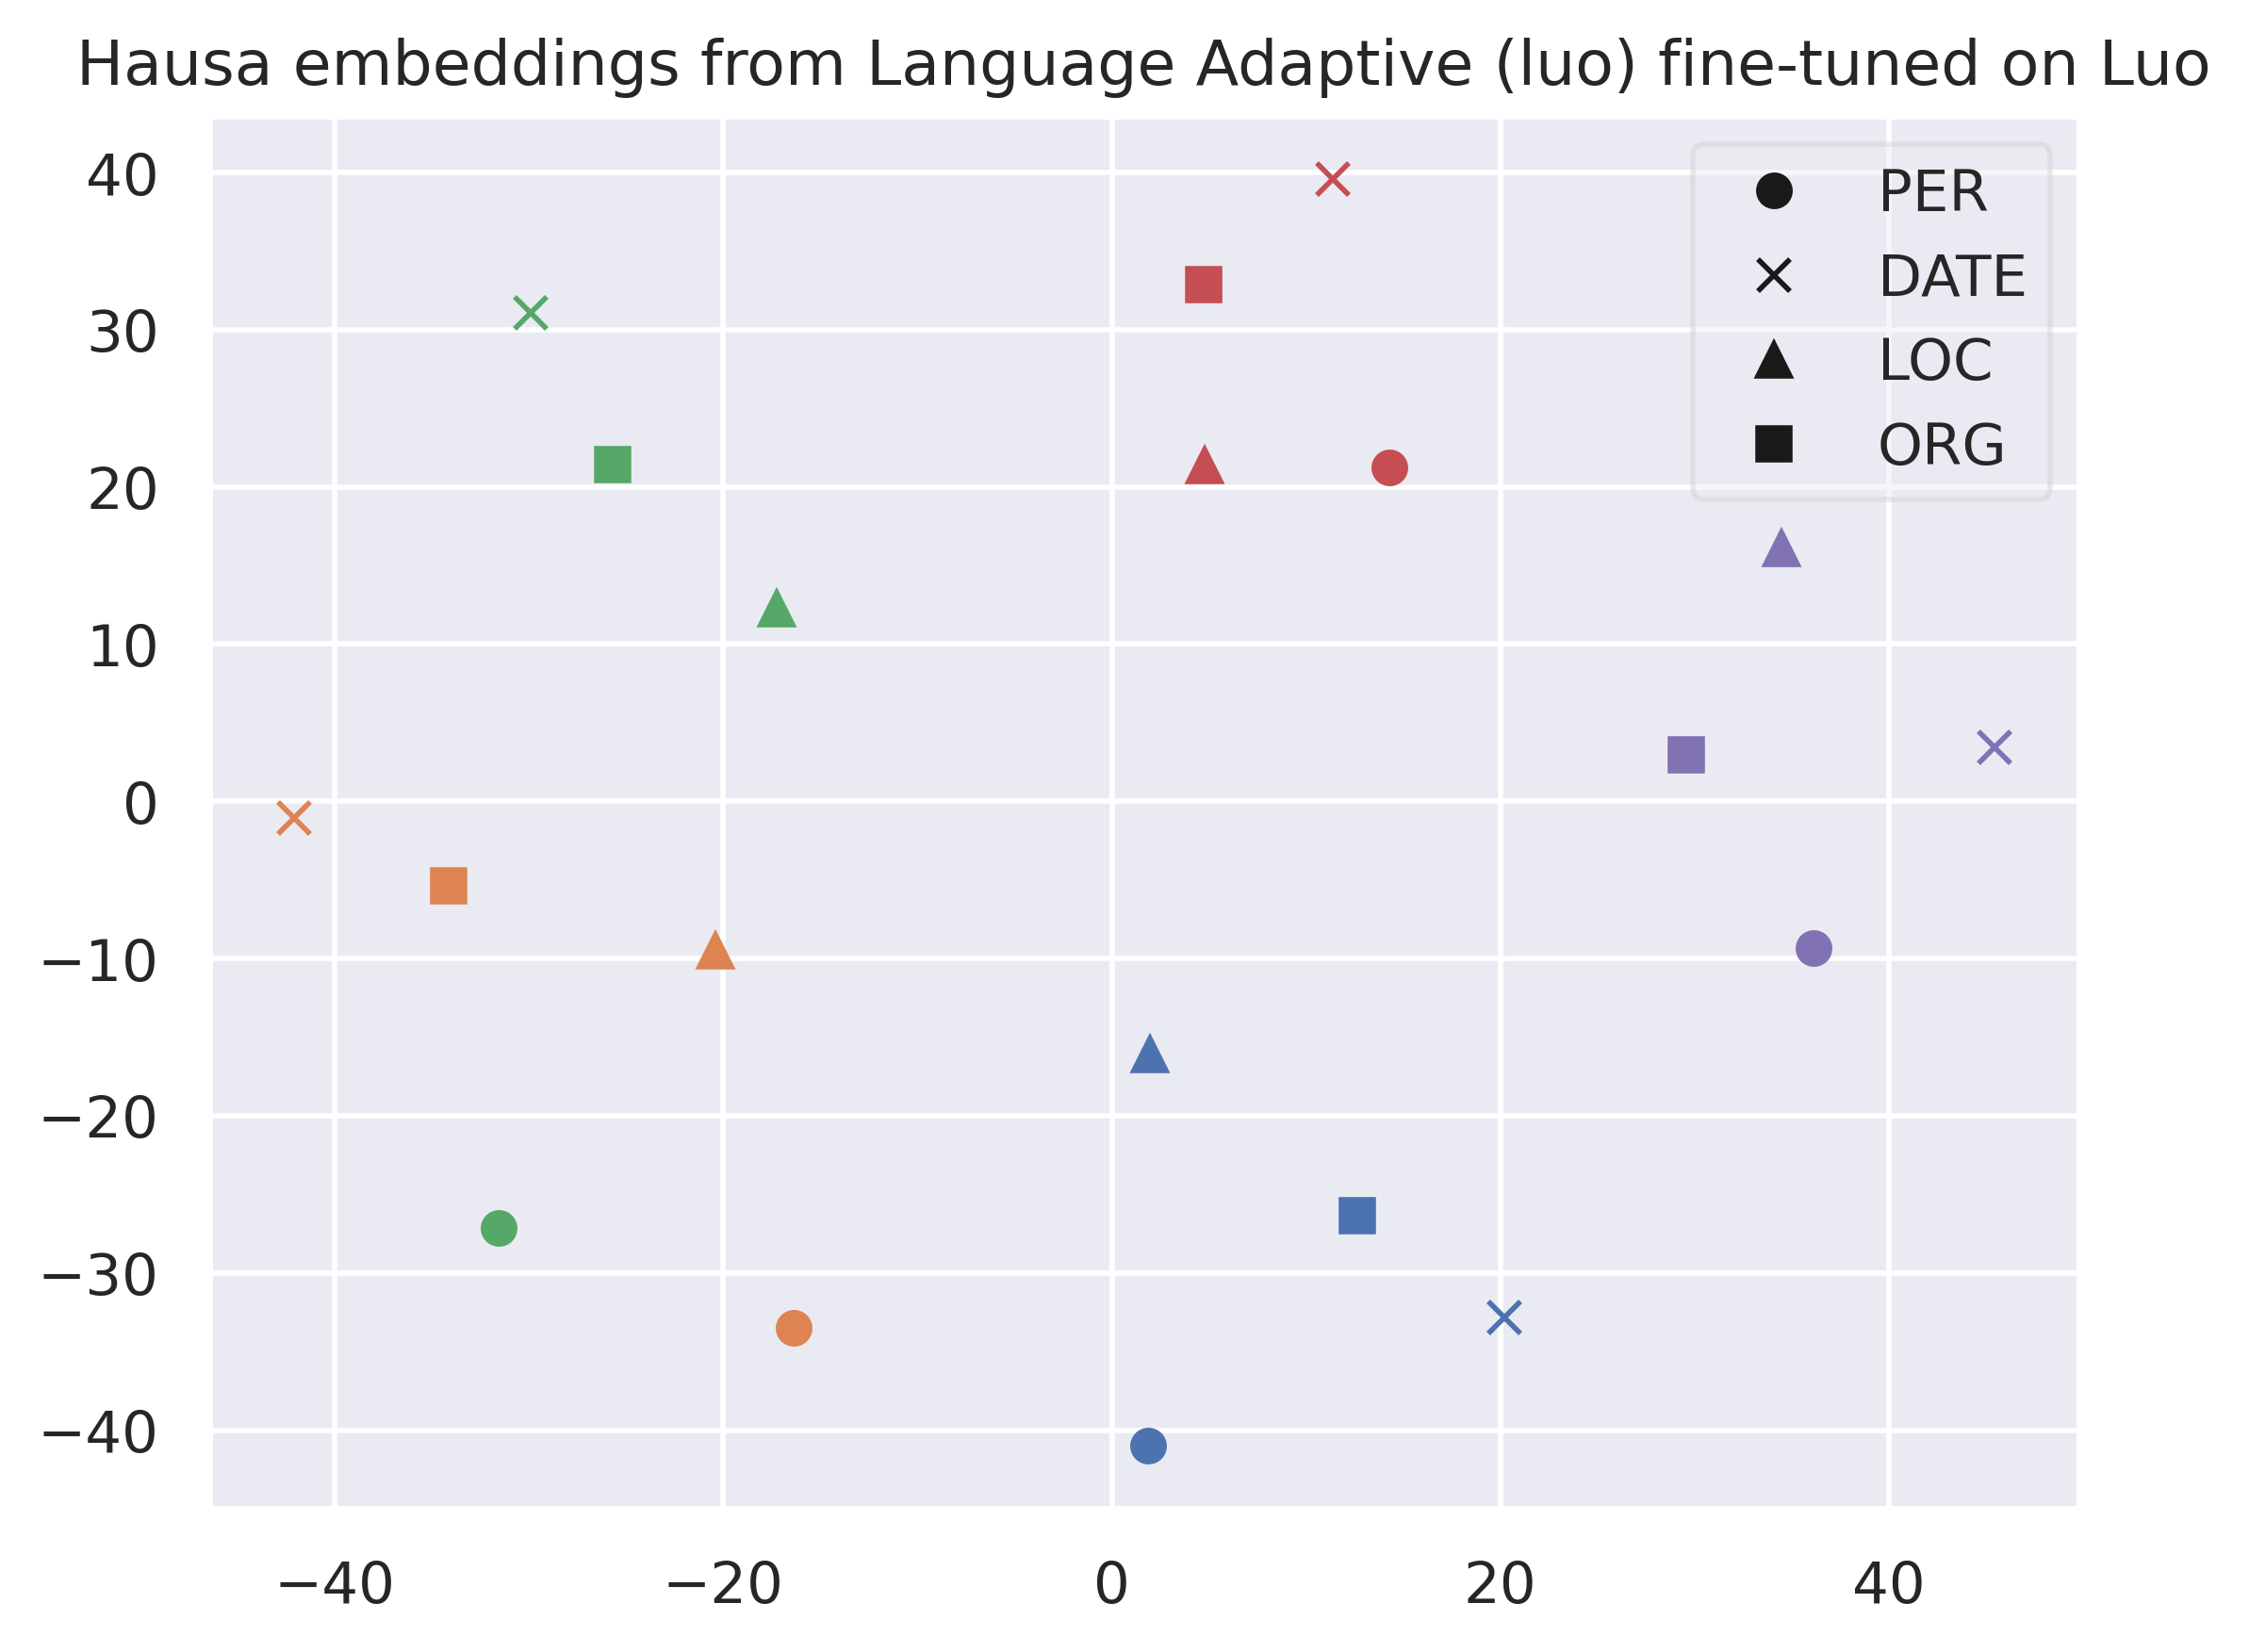 Hausa embeddings from Language Adaptive (luo) fine-tuned on Luo
PER
DATE
LOC
ORG
40
30
20
10
0
−10
−20
−30
−40
−40 −20 0 20 40